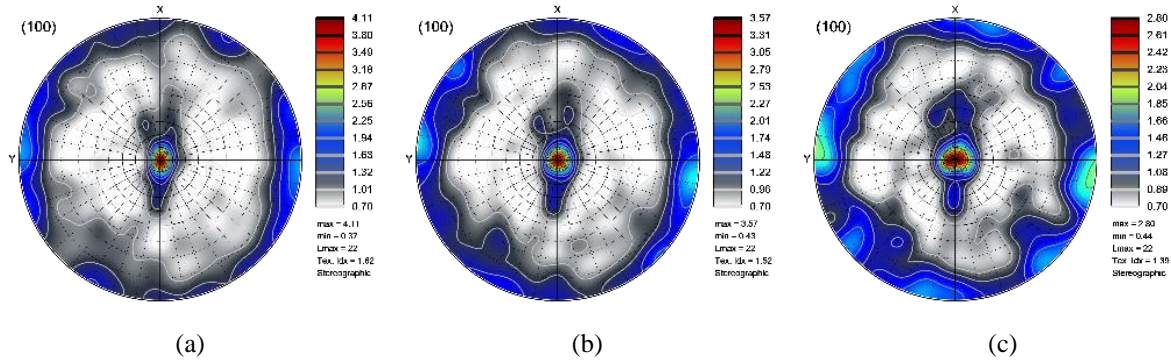 X
(100)
Y
4.11
3.80
3.49
3.18
2.87
2.56
2.25
1.94
1.63
1.32
1.01
0.70
max = 4.11
min = 0.37
Lmax = 22
Tex. Idx = 1.62
Stereographic
(a)
X
(100)
Y
3.57
3.31
3.05
2.79
2.53
2.27
2.01
1.74
1.48
1.22
0.96
0.70
max = 3.57
min = 0.43
Lmax = 22
Tex. Idx = 1.52
Stereographic
(b)
X
(100)
Y
2.80
2.61
2.42
2.23
2.04
1.85
1.66
1.46
1.27
1.08
0.89
0.70
max = 2.80
min = 0.44
Lmax = 22
Tex. Idx = 1.39
Stereographic
(c)